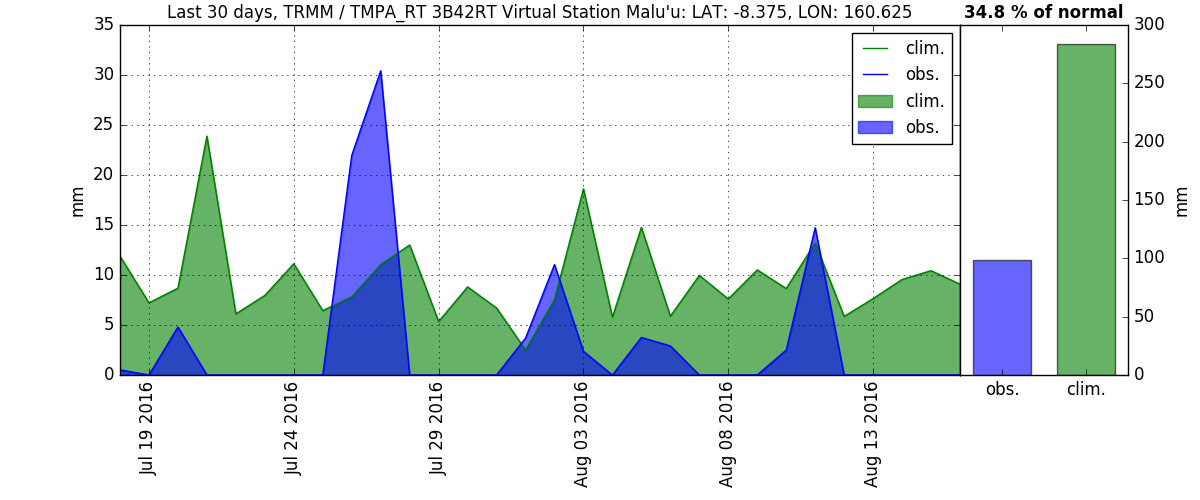 Last 30 days, TRMM / TMPA_RT 3B42RT Virtual Station Malu'u: LAT: -8.375, LON: 160.625
34.8 % of normal
35
30
25
20
15
10
5
0
mm
clim.
obs.
clim.
obs.
300
250
200
150
100
50
0
mm
obs.
clim.
Jul 19 2016
Jul 24 2016
Jul 29 2016
Aug 03 2016
Aug 08 2016
Aug 13 2016